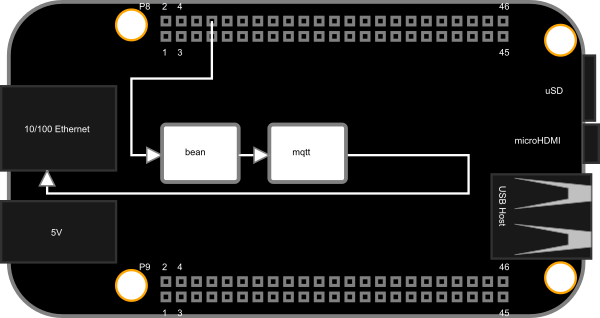 P8 2 4 46
1 3 45
uSD
10/100 Ethernet
microHDMI
bean mqtt
USB Host
5V
P9 2 4 46
1 3 45